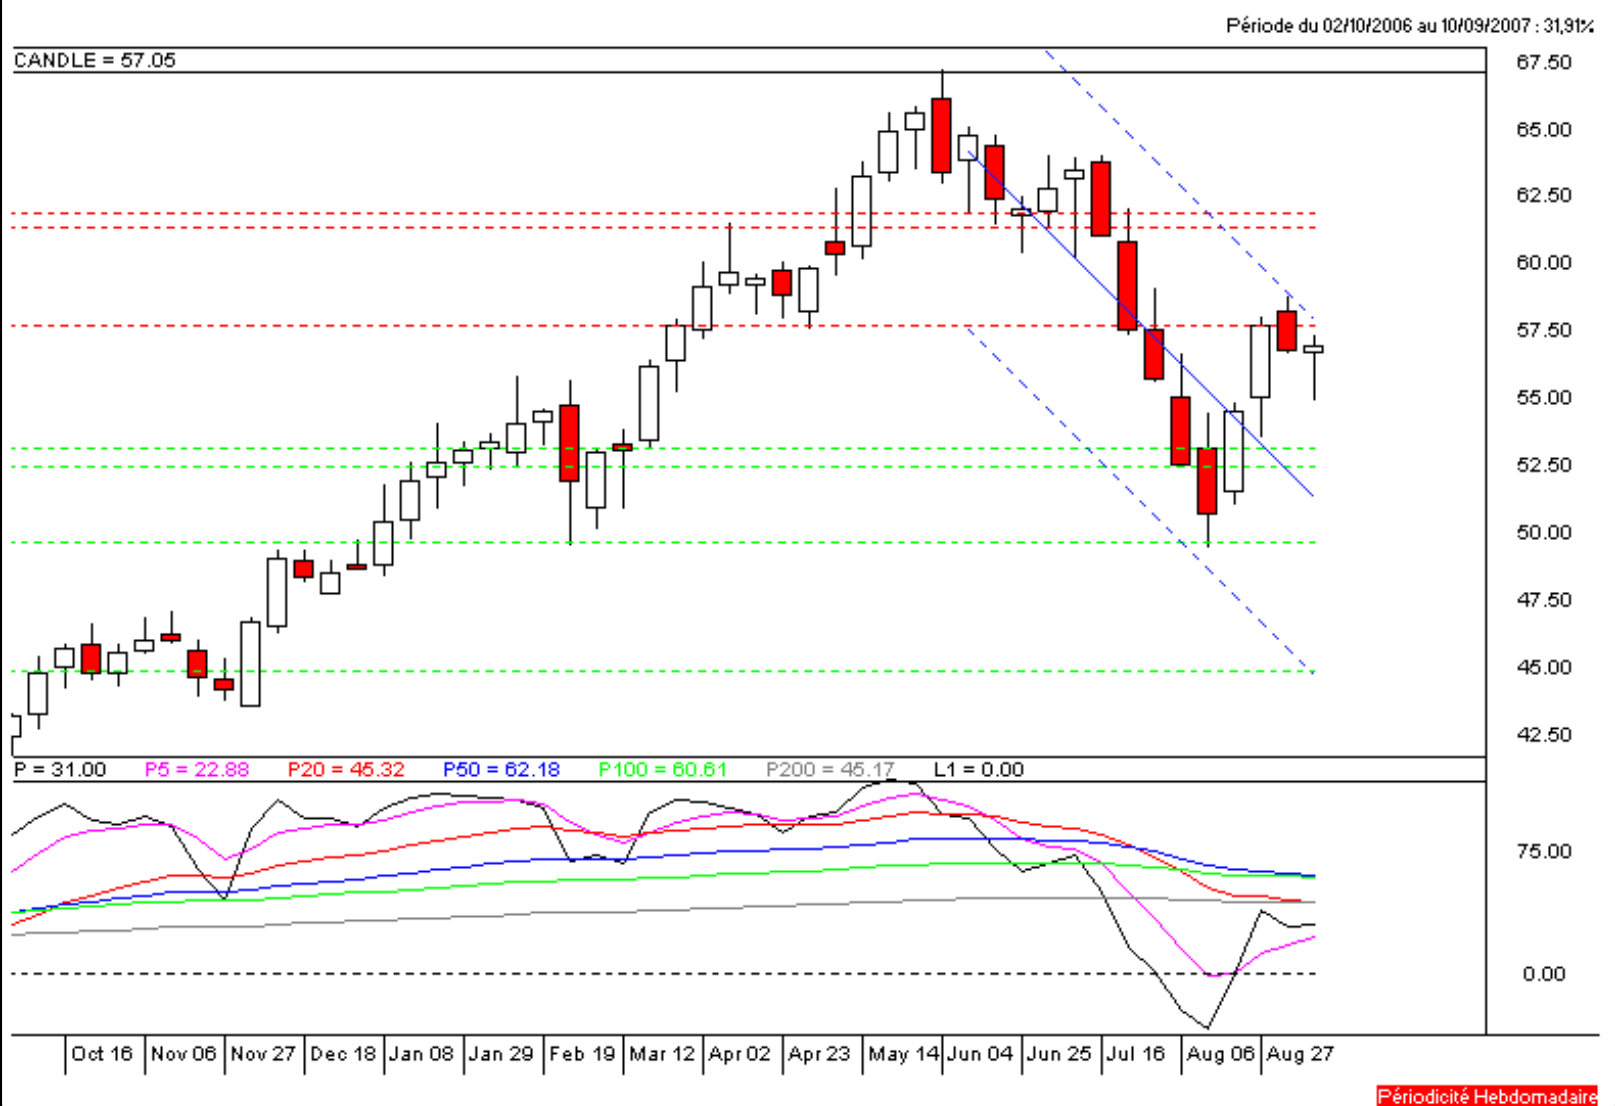 Période du 02/10/2006 au 10/09/2007 : 31,91%
CANDLE = 57.05
67.50
65.00
62.50
60.00
57.50
55.00
52.50
50.00
47.50
45.00
42.50
P = 31.00 P5 = 22.88 P20 = 45.32 P50 = 62.18 P100 = 60.61 P200 = 45.17 L1 = 0.00
75.00
0.00
Oct 16 Nov 06 Nov 27 Dec 18 Jan 08 Jan 29 Feb 19 Mar 12 Apr 02 Apr 23 May 14 Jun 04 Jun 25 Jul 16 Aug 06 Aug 27
Périodicité Hebdomadaire